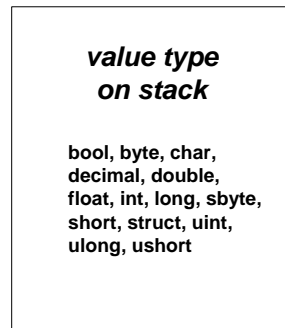 value type
on stack
bool, byte, char,
decimal, double,
float, int, long, sbyte,
short, struct, uint,
ulong, ushort